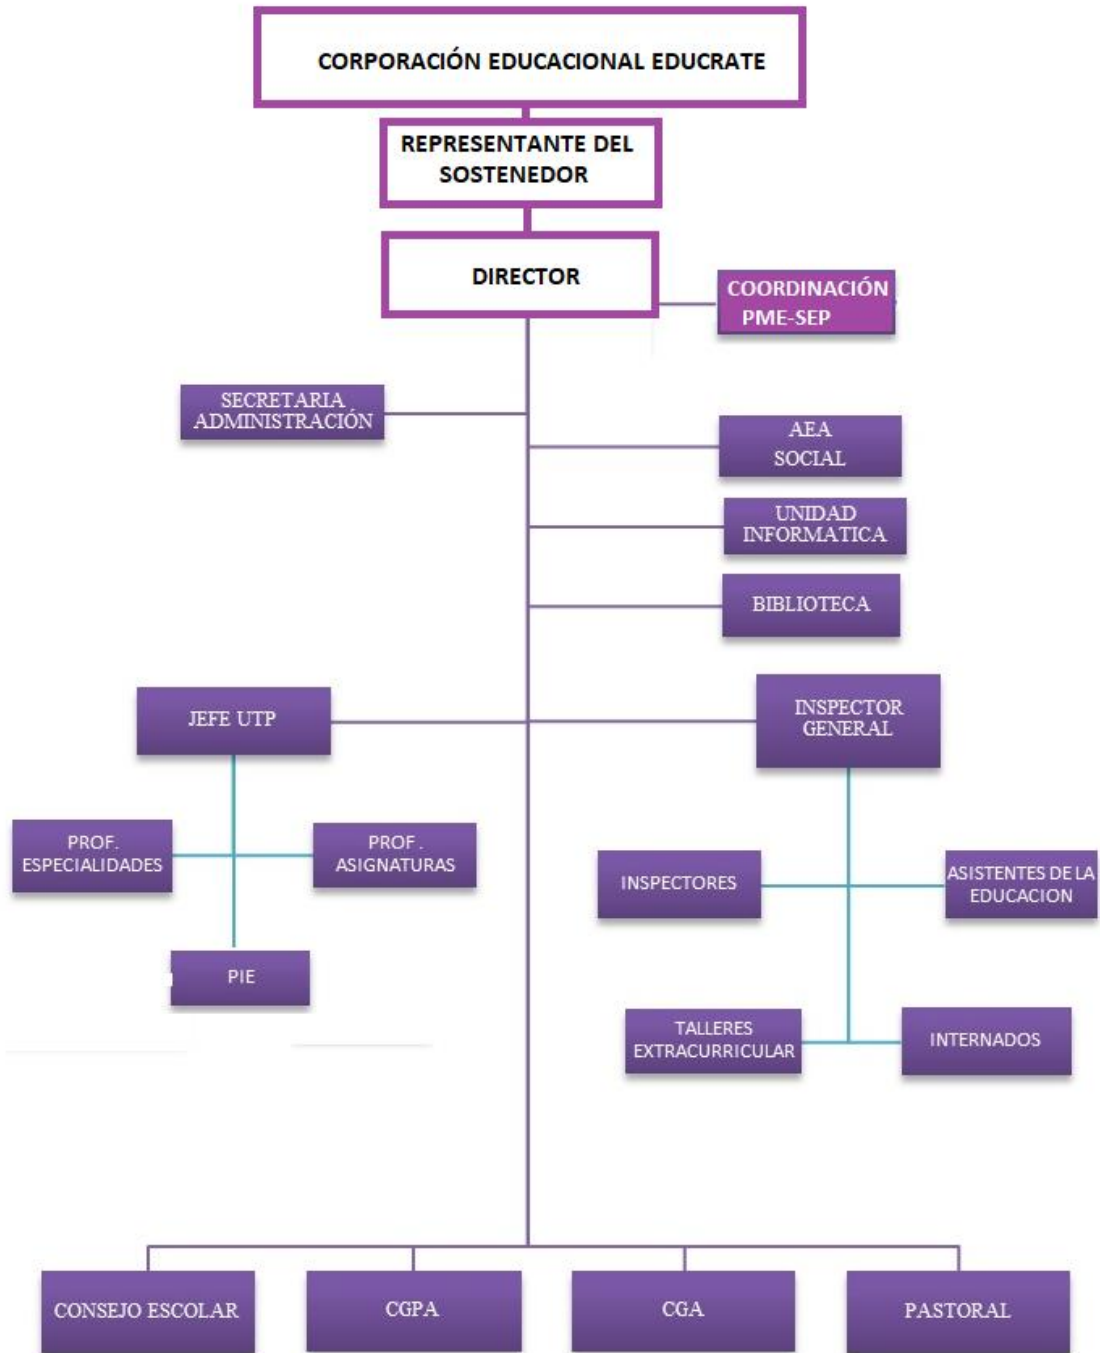 CORPORACIÓN EDUCACIONAL EDUCRATE
REPRESENTANTE DEL
SOSTENEDOR
DIRECTOR
COORDINACIÓN
PME-SEP
SECRETARIA
ADMINISTRACIÓN
AEA
SOCIAL
UNIDAD
INFORMATICA
BIBLIOTECA
JEFE UTP
INSPECTOR
GENERAL
PROF.
ESPECIALIDADES
PROF .
ASIGNATURAS
INSPECTORES
ASISTENTES DE LA
EDUCACION
PIE
TALLERES
EXTRACURRICULAR
INTERNADOS
CONSEJO ESCOLAR
CGPA
CGA
PASTORAL